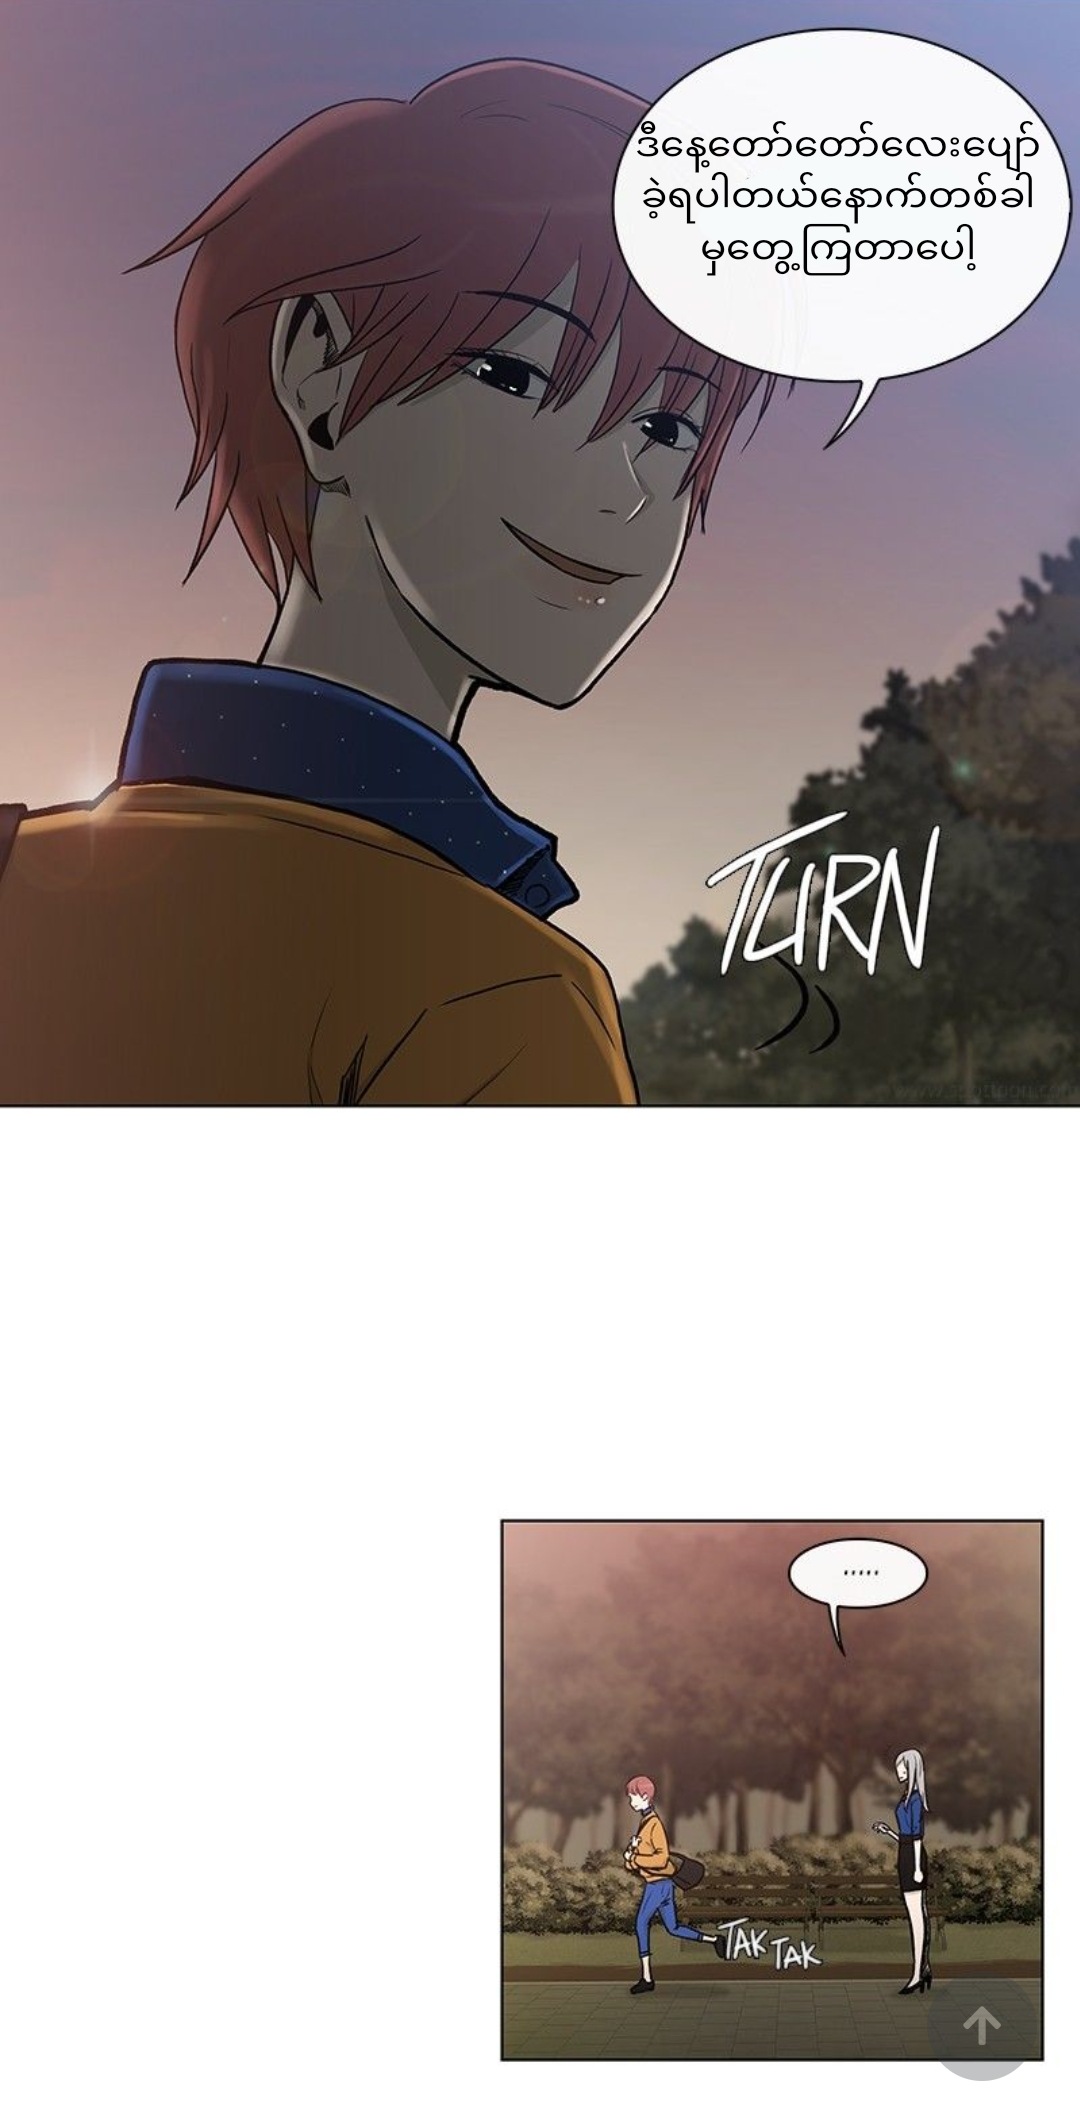 ဒီနေ့တော်တော်လေးပျော်
ခဲ့ရပါတယ်နောက်တစ်ခါ
မှတွေ့ကြတာပေါ့
TURN
.....
TAK TAK